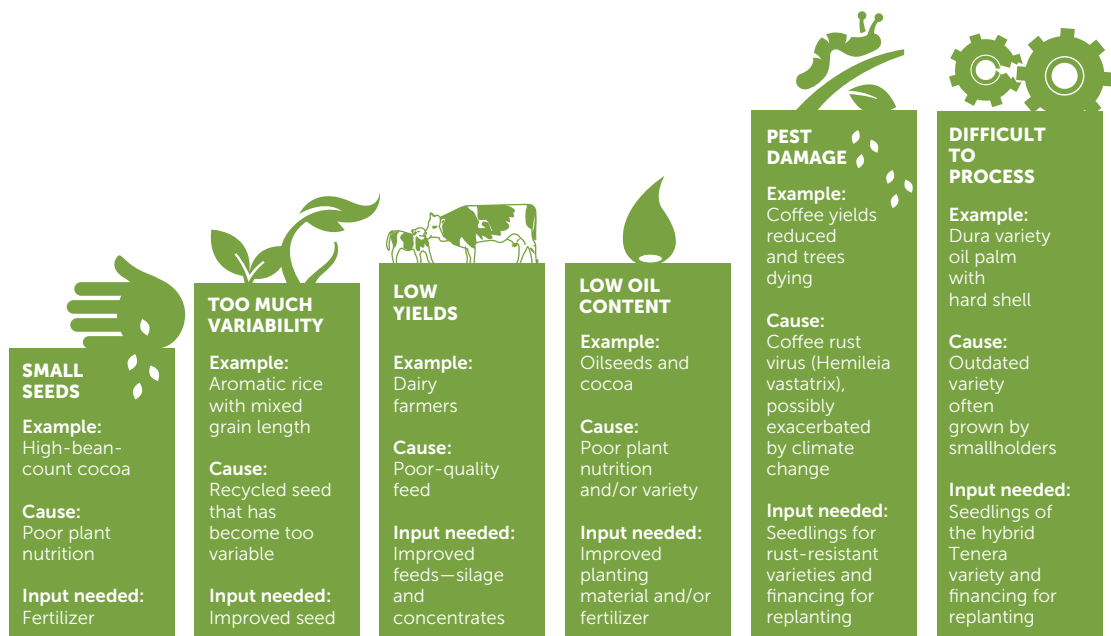 SMALL
SEEDS
Example:
High-bean-
count cocoa
Cause:
Poor plant
nutrition
Input needed:
Fertilizer
TOO MUCH
VARIABILITY
Example:
Aromatic rice
with mixed
grain length
Cause:
Recycled seed
that has
become too
variable
Input needed:
Improved seed
LOW
YIELDS
Example:
Dairy
farmers
Cause:
Poor-quality
feed
Input needed:
Improved
feeds—silage
and
concentrates
LOW OIL
CONTENT
Example:
Oilseeds and
cocoa
Cause:
Poor plant
nutrition
and/or variety
Input needed:
Improved
planting
material and/or
fertilizer
PEST
DAMAGE
Example:
Coffee yields
reduced
and trees
dying
Cause:
Coffee rust
virus (Hemileia
vastatrix),
possibly
exacerbated
by climate
change
Input needed:
Seedlings for
rust-resistant
varieties and
financing for
replanting
DIFFICULT
TO
PROCESS
Example:
Dura variety
oil palm
with
hard shell
Cause:
Outdated
variety
often
grown by
smallholders
Input needed:
Seedlings of
the hybrid
Tenera
variety and
financing for
replanting